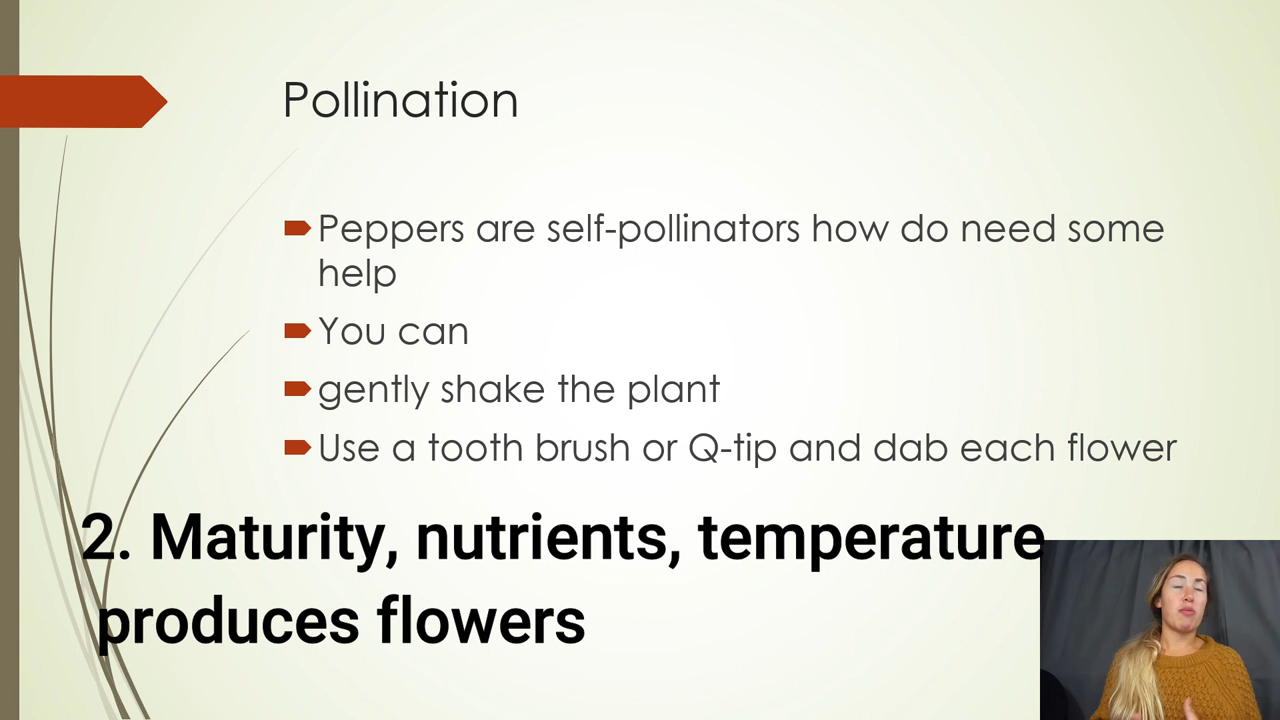 Pollination
Peppers are self-pollinators how do need some
help
You can
gently shake the plant
Use a tooth brush or Q-tip and dab each flower
2. Maturity, nutrients, temperature
produces flowers